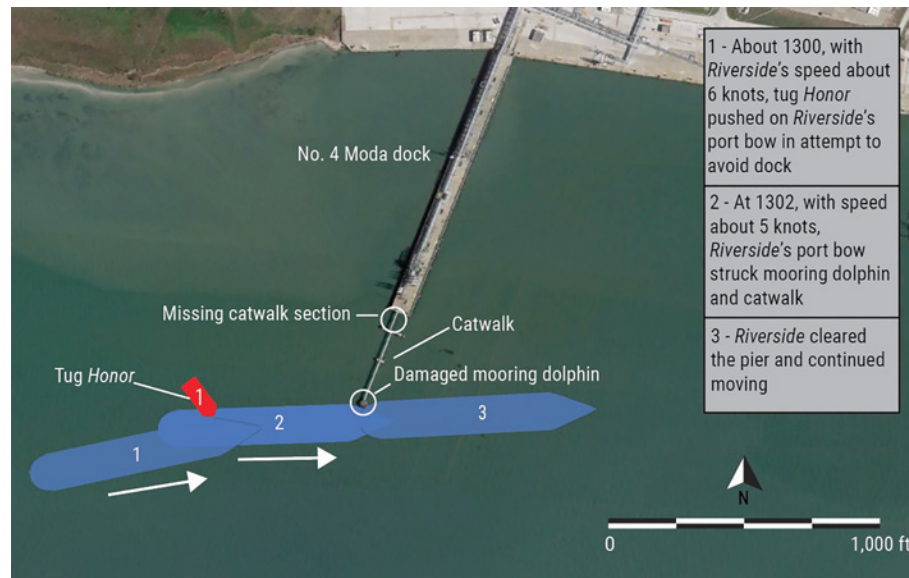 1 - About 1300, with
Riverside's speed about
6 knots, tug Honor
pushed on Riverside's
port bow in attempt to
avoid dock
2 - At 1302, with speed
about 5 knots,
Riverside's port bow
struck mooring dolphin
and catwalk
3 - Riverside cleared
the pier and continued
moving
No. 4 Moda dock
Missing catwalk section
Catwalk
Damaged mooring dolphin
Tug Honor
1
1
2
3
N
0
1,000 ft